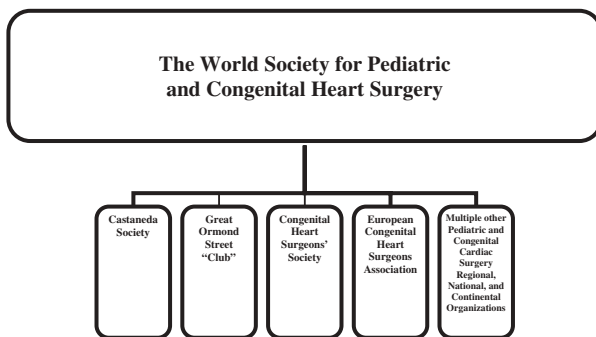 The World Society for Pediatric
and Congenital Heart Surgery
Castaneda
Society
Great
Ormond
Street
“Club”
Congenital
Heart
Surgeons’
Society
European
Congenital
Heart
Surgeons
Association
Multiple other
Pediatric and
Congenital
Cardiac
Surgery
Regional,
National, and
Continental
Organizations